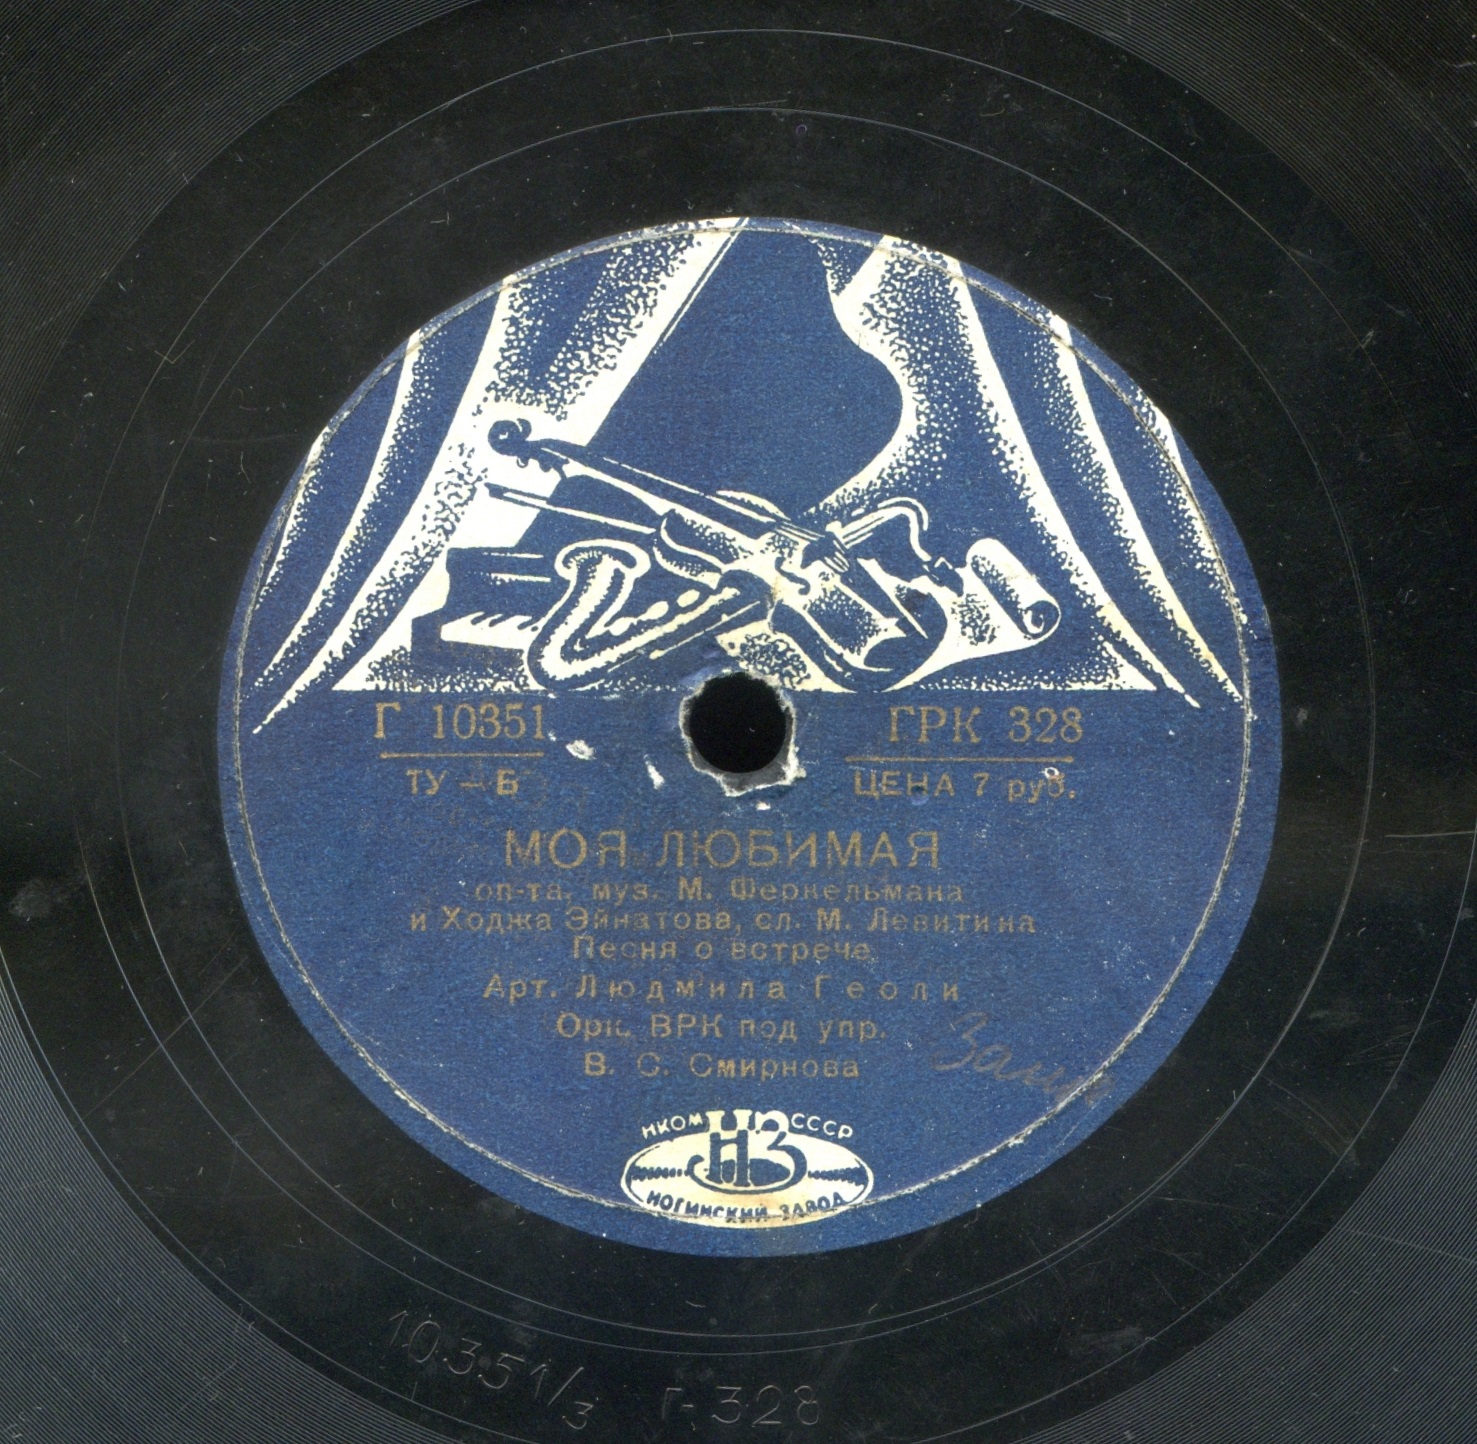 Г 10351
ГРК 328
ТУ — Б
ЦЕНА 7 руб.
МОЯ ЛЮБИМАЯ
оп-та, муз. М. Феркельмана
и Ходжа Эйнатова, сл. М. Левитина
Песня о встрече
Арт. Людмила Геоли
Орк. ВРК под упр.
В. С. Смирнова
НКОМ НЗ СССР
НОГИНСКИЙ ЗАВОД
10351/3 Г-328